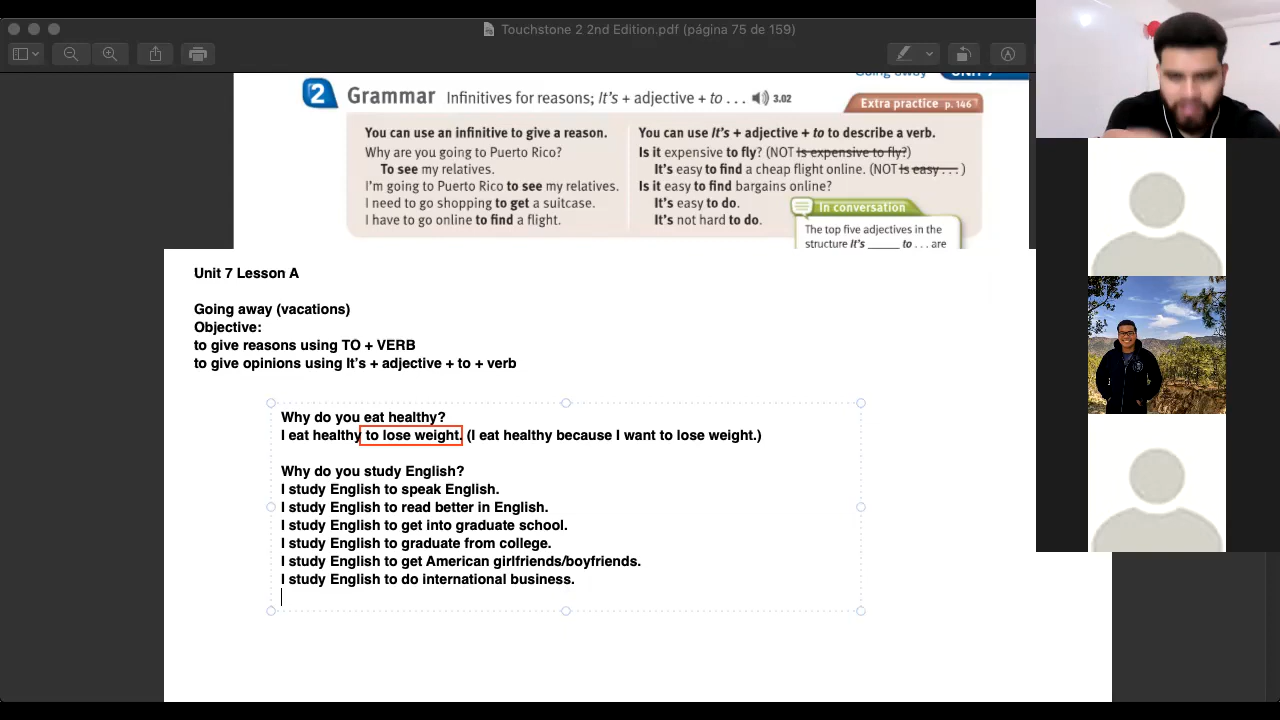 Touchstone 2 2nd Edition.pdf (página 75 de 159)
Going away
2 Grammar Infinitives for reasons; It's + adjective + to . . . 3.02
Extra practice p. 146
You can use an infinitive to give a reason.
Why are you going to Puerto Rico?
To see my relatives.
I'm going to Puerto Rico to see my relatives.
I need to go shopping to get a suitcase.
I have to go online to find a flight.
You can use It's + adjective + to to describe a verb.
Is it expensive to fly? (NOT Is expensive to fly?)
It's easy to find a cheap flight online. (NOT Is easy . . . )
Is it easy to find bargains online?
It's easy to do.
It's not hard to do.
In conversation
The top five adjectives in the
structure It's ______ to . . . are
Unit 7 Lesson A
Going away (vacations)
Objective:
to give reasons using TO + VERB
to give opinions using It's + adjective + to + verb
Why do you eat healthy?
I eat healthy to lose weight. (I eat healthy because I want to lose weight.)
Why do you study English?
I study English to speak English.
I study English to read better in English.
I study English to get into graduate school.
I study English to graduate from college.
I study English to get American girlfriends/boyfriends.
I study English to do international business.